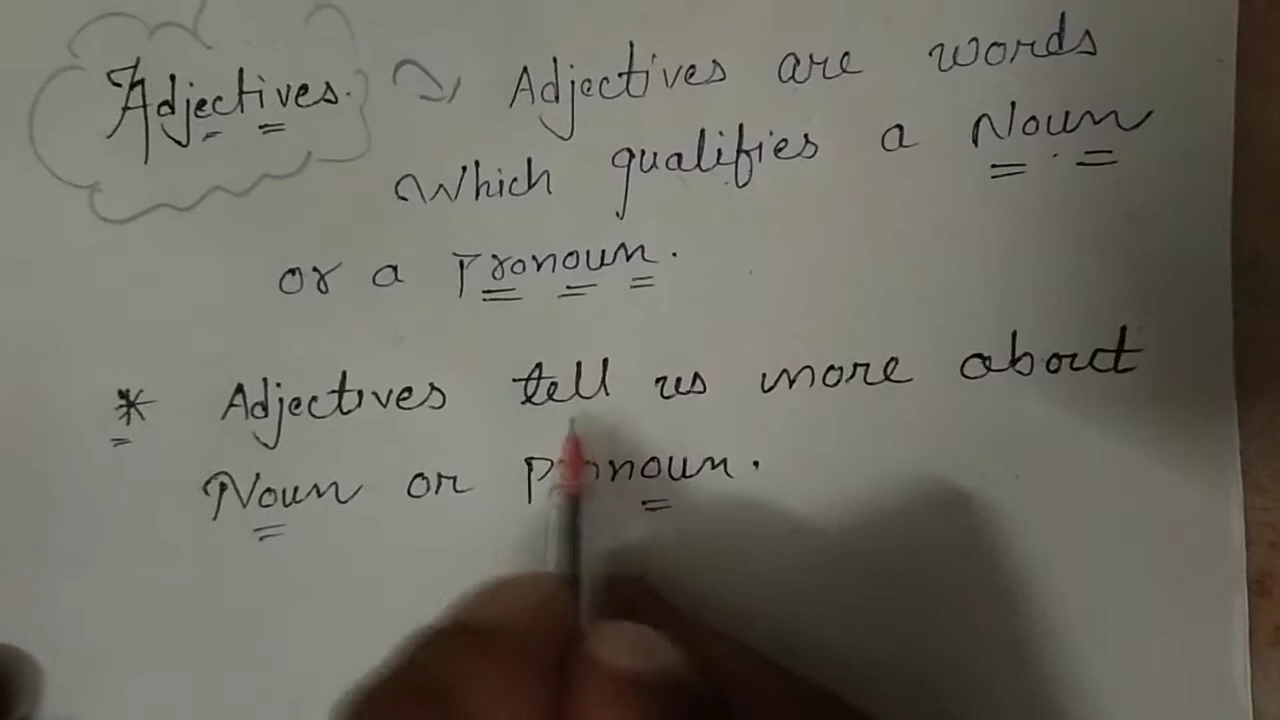 Adjectives. Adjectives are words
Which qualifies a Noun
or a Pronoun.
* Adjectives tell us more about
Noun or Pronoun.